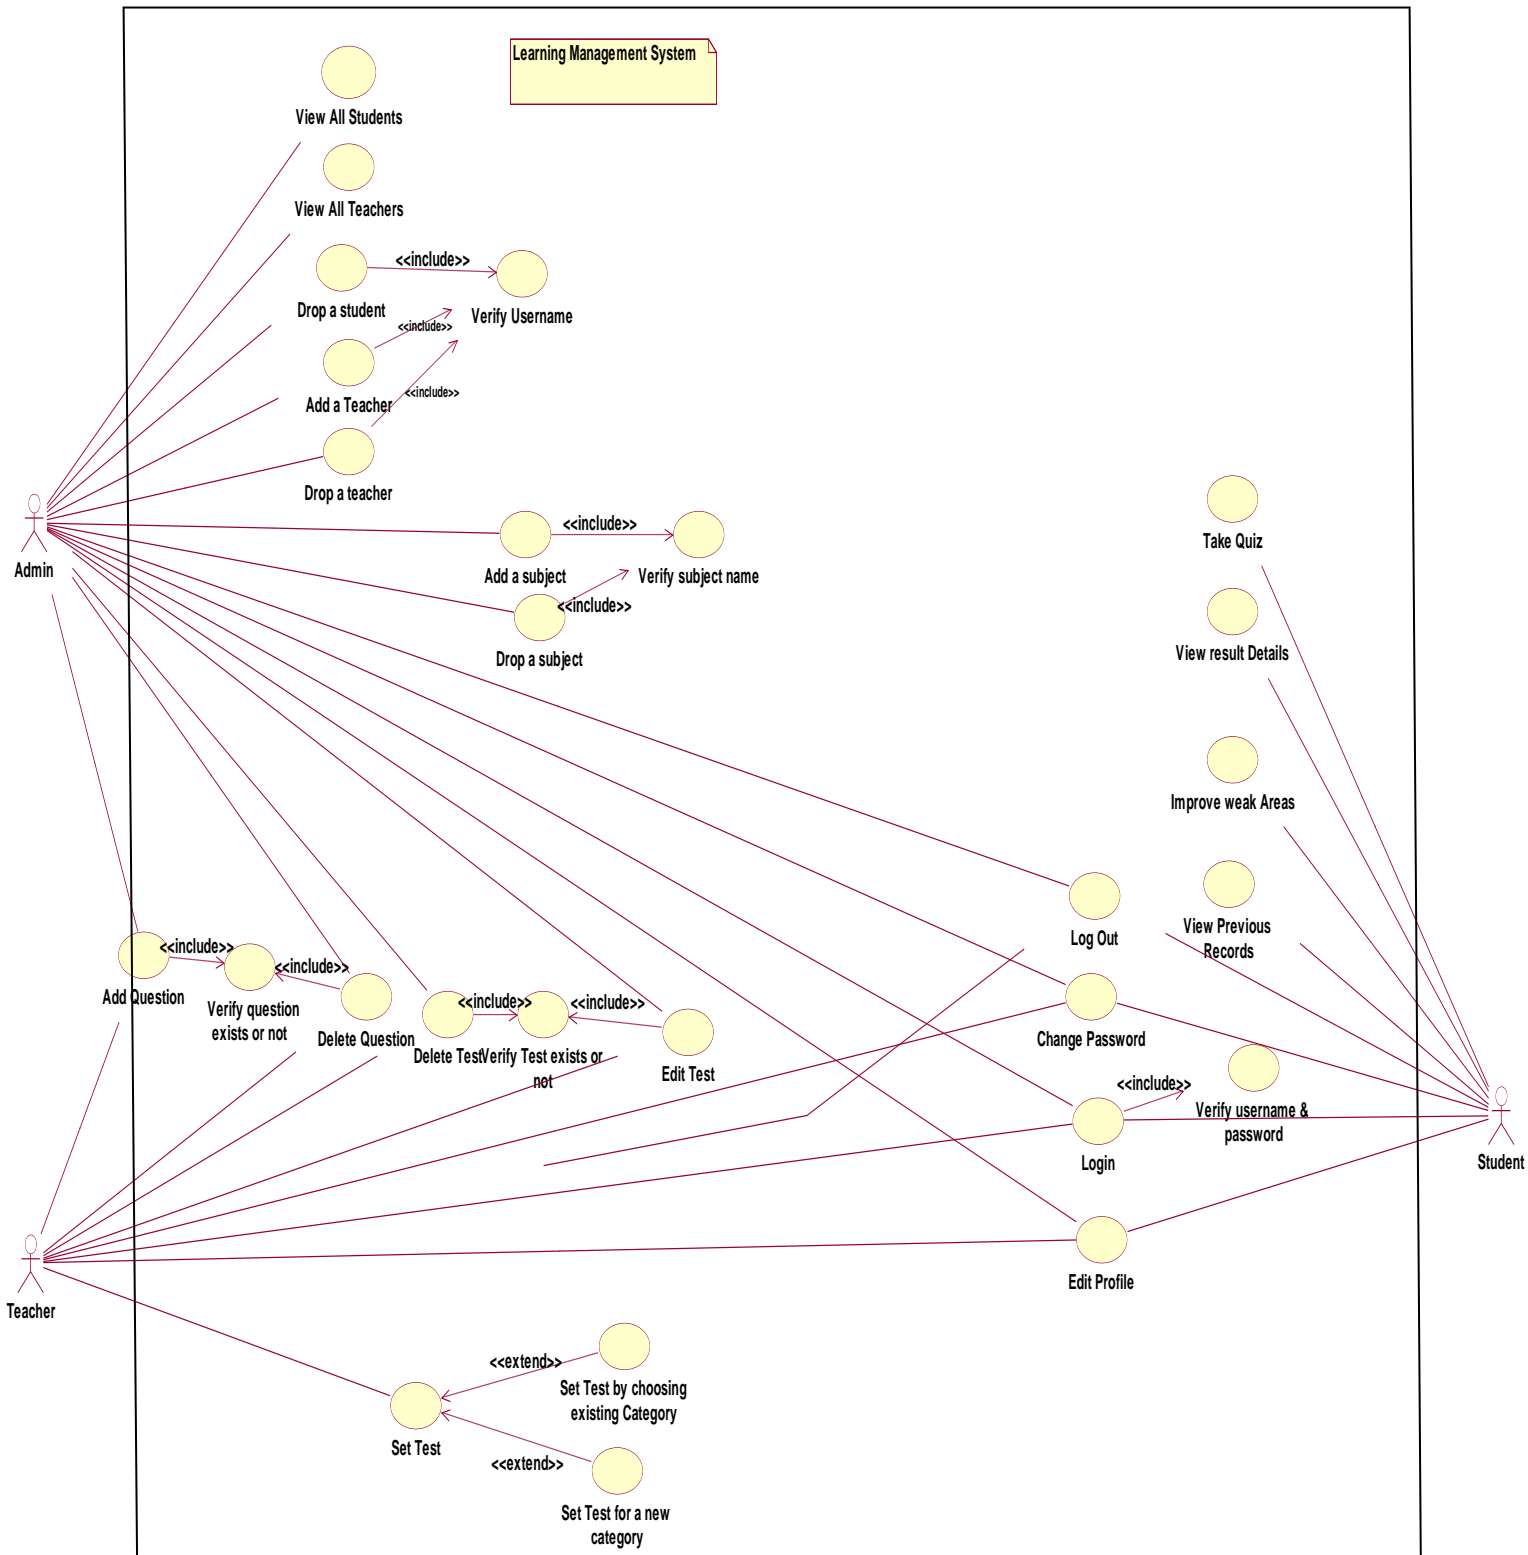 Learning Management System
View All Students
View All Teachers
<<include>>
Drop a student
Verify Username
<<include>>
Add a Teacher
<<include>>
Drop a teacher
<<include>>
Add a subject
Verify subject name
<<include>>
Drop a subject
Admin
Take Quiz
View result Details
Improve weak Areas
View Previous
Records
Log Out
<<include>>
<<include>>
Add Question
Verify question
exists or not
Delete Question
<<include>>
<<include>>
Delete Test
Verify Test exists or
not
Edit Test
Change Password
<<include>>
Verify username &
password
Login
Student
Edit Profile
Teacher
<<extend>>
Set Test by choosing
existing Category
Set Test
<<extend>>
Set Test for a new
category